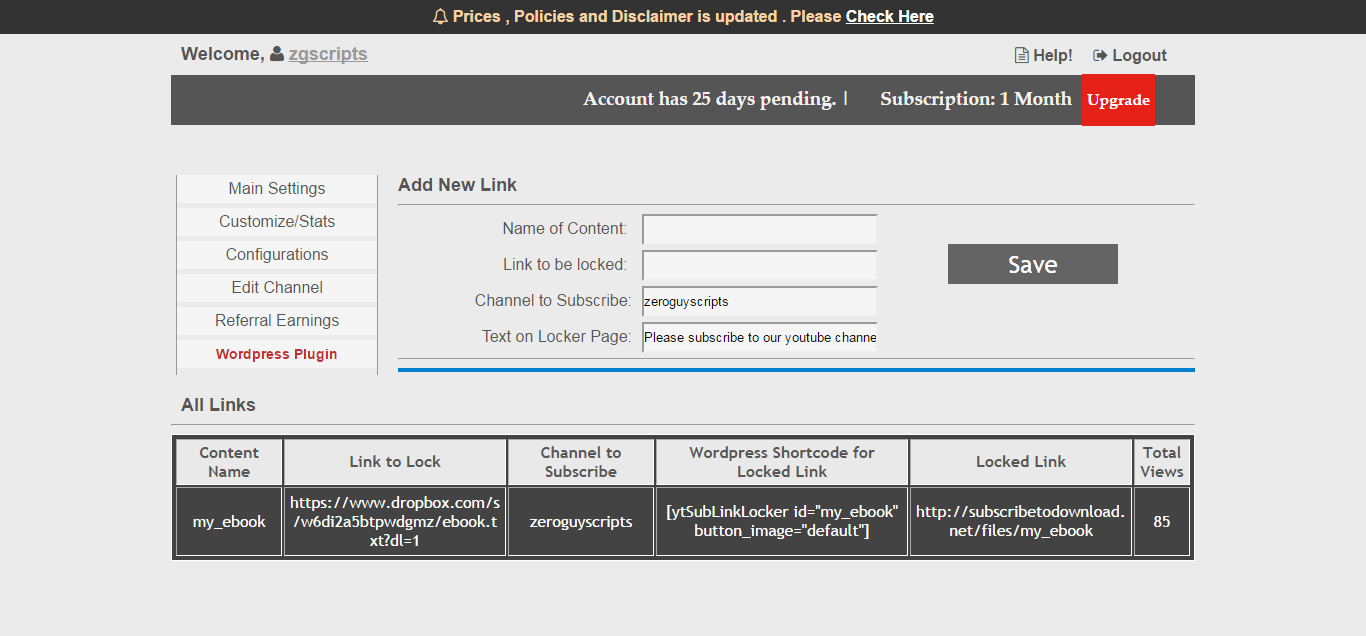 Prices , Policies and Disclaimer is updated . Please Check Here
Welcome, zgscripts
Help! Logout
Account has 25 days pending. | Subscription: 1 Month Upgrade
Main Settings
Customize/Stats
Configurations
Edit Channel
Referral Earnings
Wordpress Plugin
Add New Link
Name of Content:
Link to be locked:
Channel to Subscribe: zeroguyscripts
Text on Locker Page: Please subscribe to our youtube channe
Save
All Links
Content
Name
Link to Lock
Channel to
Subscribe
Wordpress Shortcode for
Locked Link
Locked Link
Total
Views
my_ebook
https://www.dropbox.com/s
/w6di2a5btpwdgmz/ebook.t
xt?dl=1
zeroguyscripts
[ytSubLinkLocker id="my_ebook"
button_image="default"]
http://subscribetodownload.
net/files/my_ebook
85